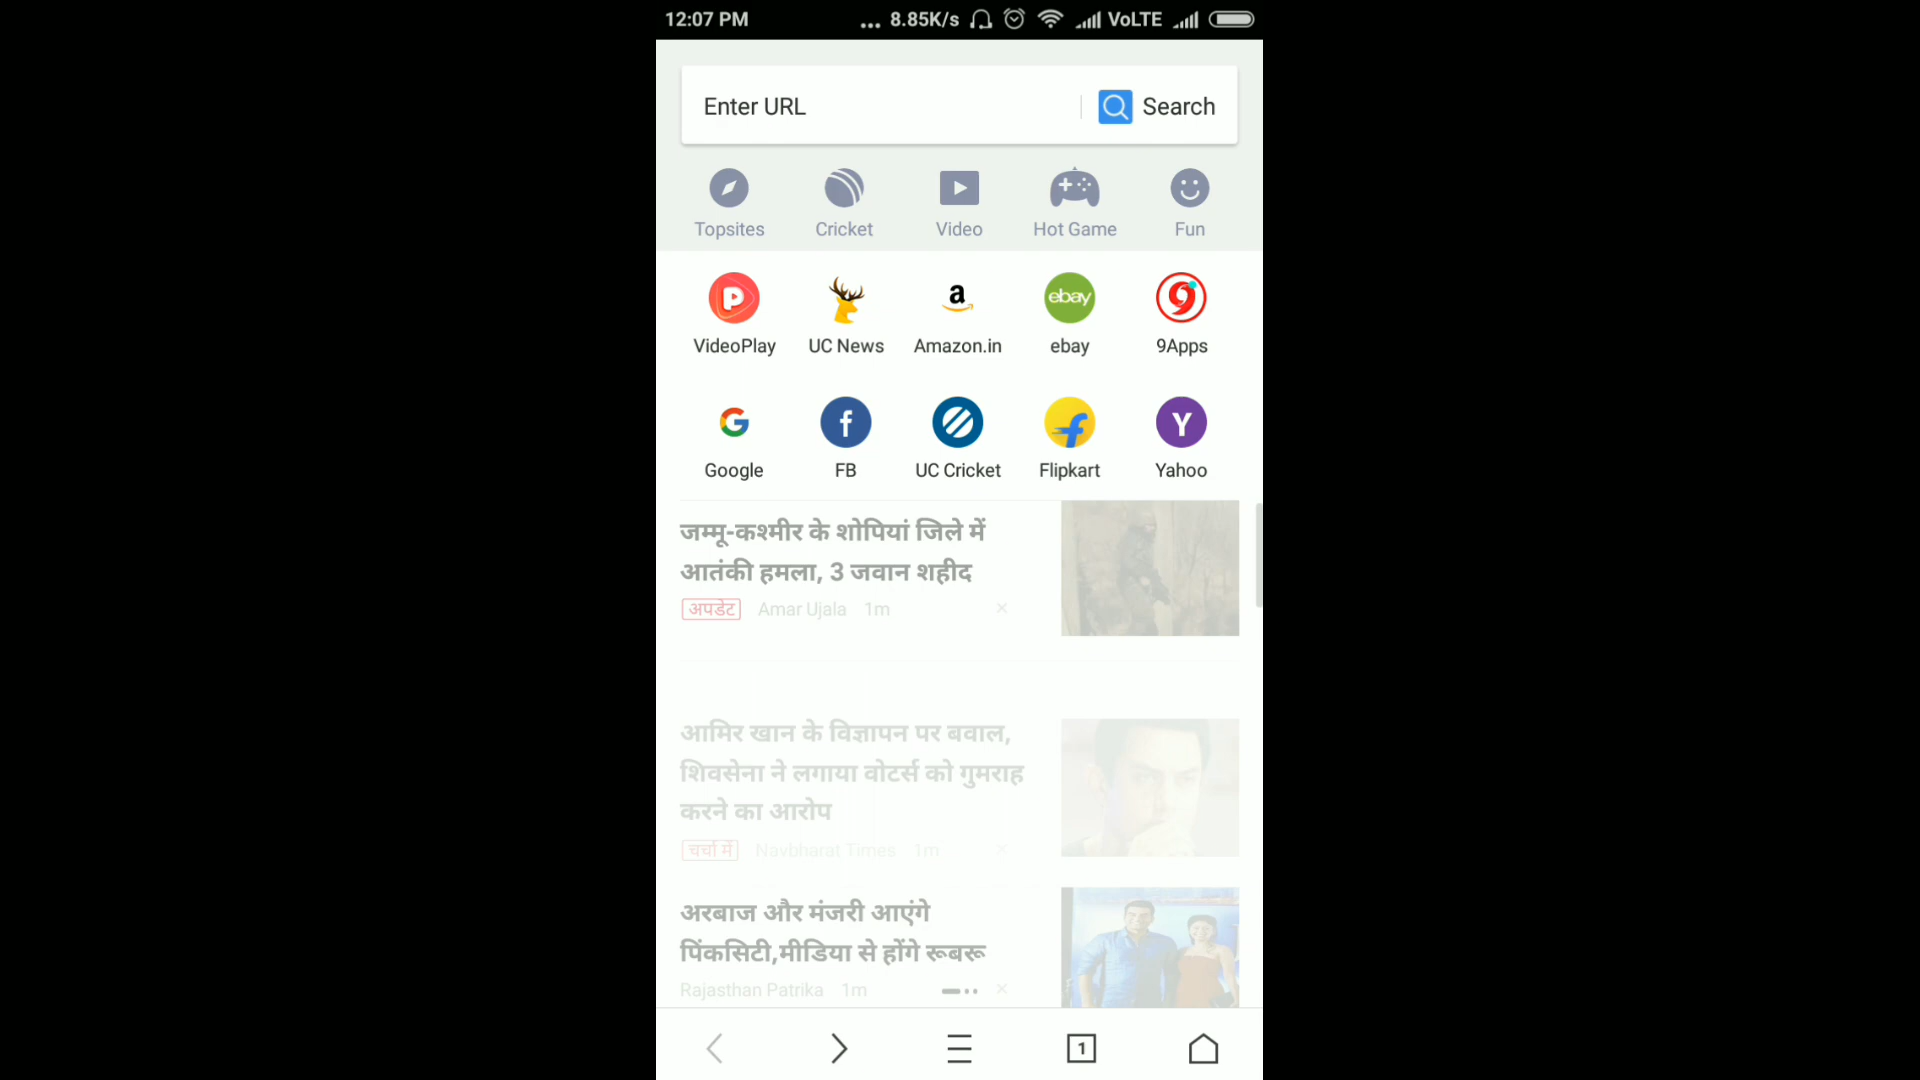 12:07 PM
... 8.85K/s VoLTE
Enter URL
Search
Topsites
Cricket
Video
Hot Game
Fun
ebay
VideoPlay
UC News
Amazon.in
ebay
9Apps
Google
FB
UC Cricket
Flipkart
Yahoo
जम्मू-कश्मीर के शोपियां जिले में
आतंकी हमला, 3 जवान शहीद
अपडेट Amar Ujala 1m
आमिर खान के विज्ञापन पर बवाल,
शिवसेना ने लगाया वोटर्स को गुमराह
करने का आरोप
चर्चा में Navbharat Times 1m
अरबाज और मंजरी आएंगे
पिंकसिटी,मीडिया से होंगे रूबरू
Rajasthan Patrika 1m
1